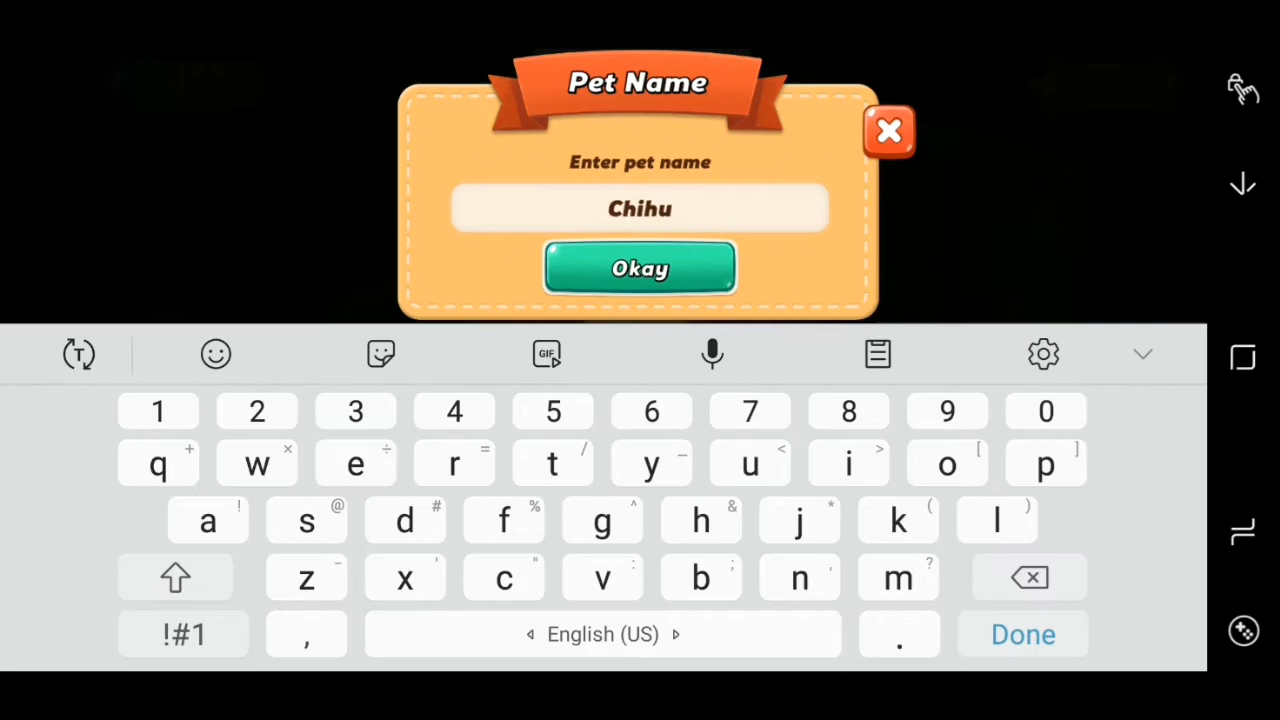 Pet Name
Enter pet name
Chihu
Okay
T GIF
1 2 3 4 5 6 7 8 9 0
q + w × e ÷ r = t / y _ u < i > o [ p ]
a ! s @ d # f % g ^ h & j * k ( l )
z - x ' c " v : b ; n , m ?
!#1 , English (US) . Done